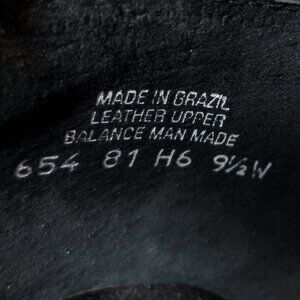 MADE IN BRAZIL
LEATHER UPPER
BALANCE MAN MADE
654 81 H6 9½W